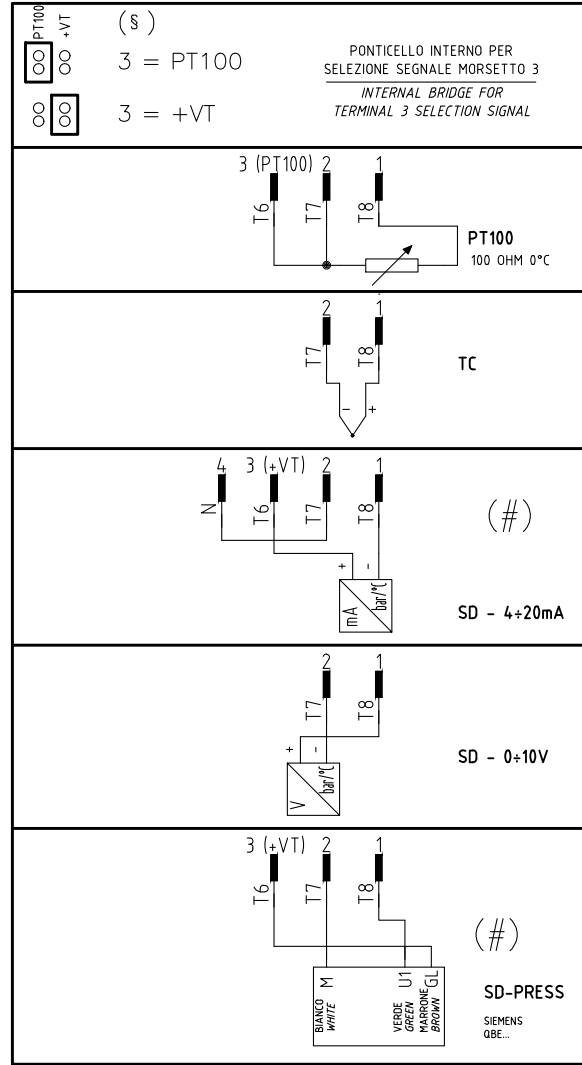 PT100
+VT
(§)
3 = PT100
3 = +VT
PONTICELLO INTERNO PER
SELEZIONE SEGNALE MORSETTO 3
INTERNAL BRIDGE FOR
TERMINAL 3 SELECTION SIGNAL
3 (PT100) 2 1
T6 T7 T8
PT100
100 OHM 0°C
2 1
T7 T8
- +
TC
4 3 (+VT) 2 1
N T6 T7 T8
(#)
+ -
mA bar/°C
SD - 4÷20mA
2 1
T7 T8
+ -
V bar/°C
SD - 0÷10V
3 (+VT) 2 1
T6 T7 T8
(#)
M U1 GL
BIANCO
WHITE
VERDE
GREEN
MARRONE
BROWN
SD-PRESS
SIEMENS
QBE...